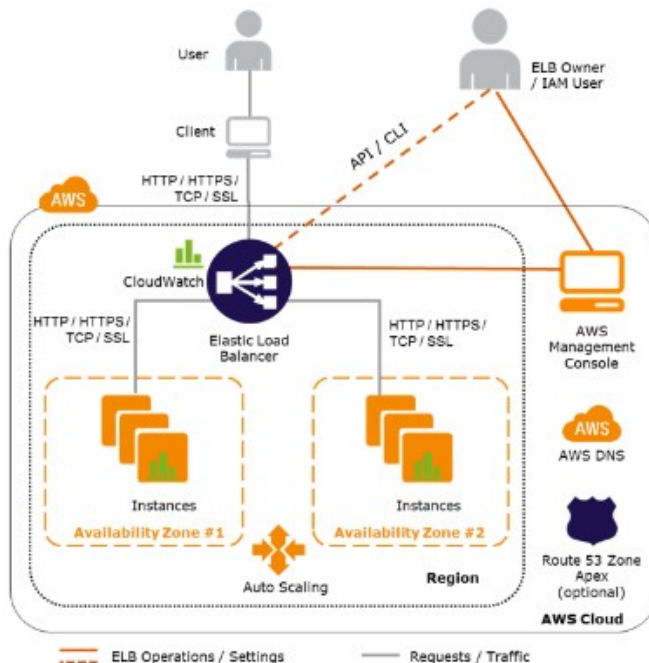 User
ELB Owner
/ IAM User
Client
API / CLI
HTTP / HTTPS /
TCP / SSL
AWS
CloudWatch
HTTP / HTTPS /
TCP / SSL
Elastic Load
Balancer
HTTP / HTTPS /
TCP / SSL
AWS
Management
Console
AWS
AWS DNS
Instances
Availability Zone #1
Instances
Availability Zone #2
Auto Scaling
Region
Route 53 Zone
Apex
(optional)
AWS Cloud
ELB Operations / Settings
Requests / Traffic